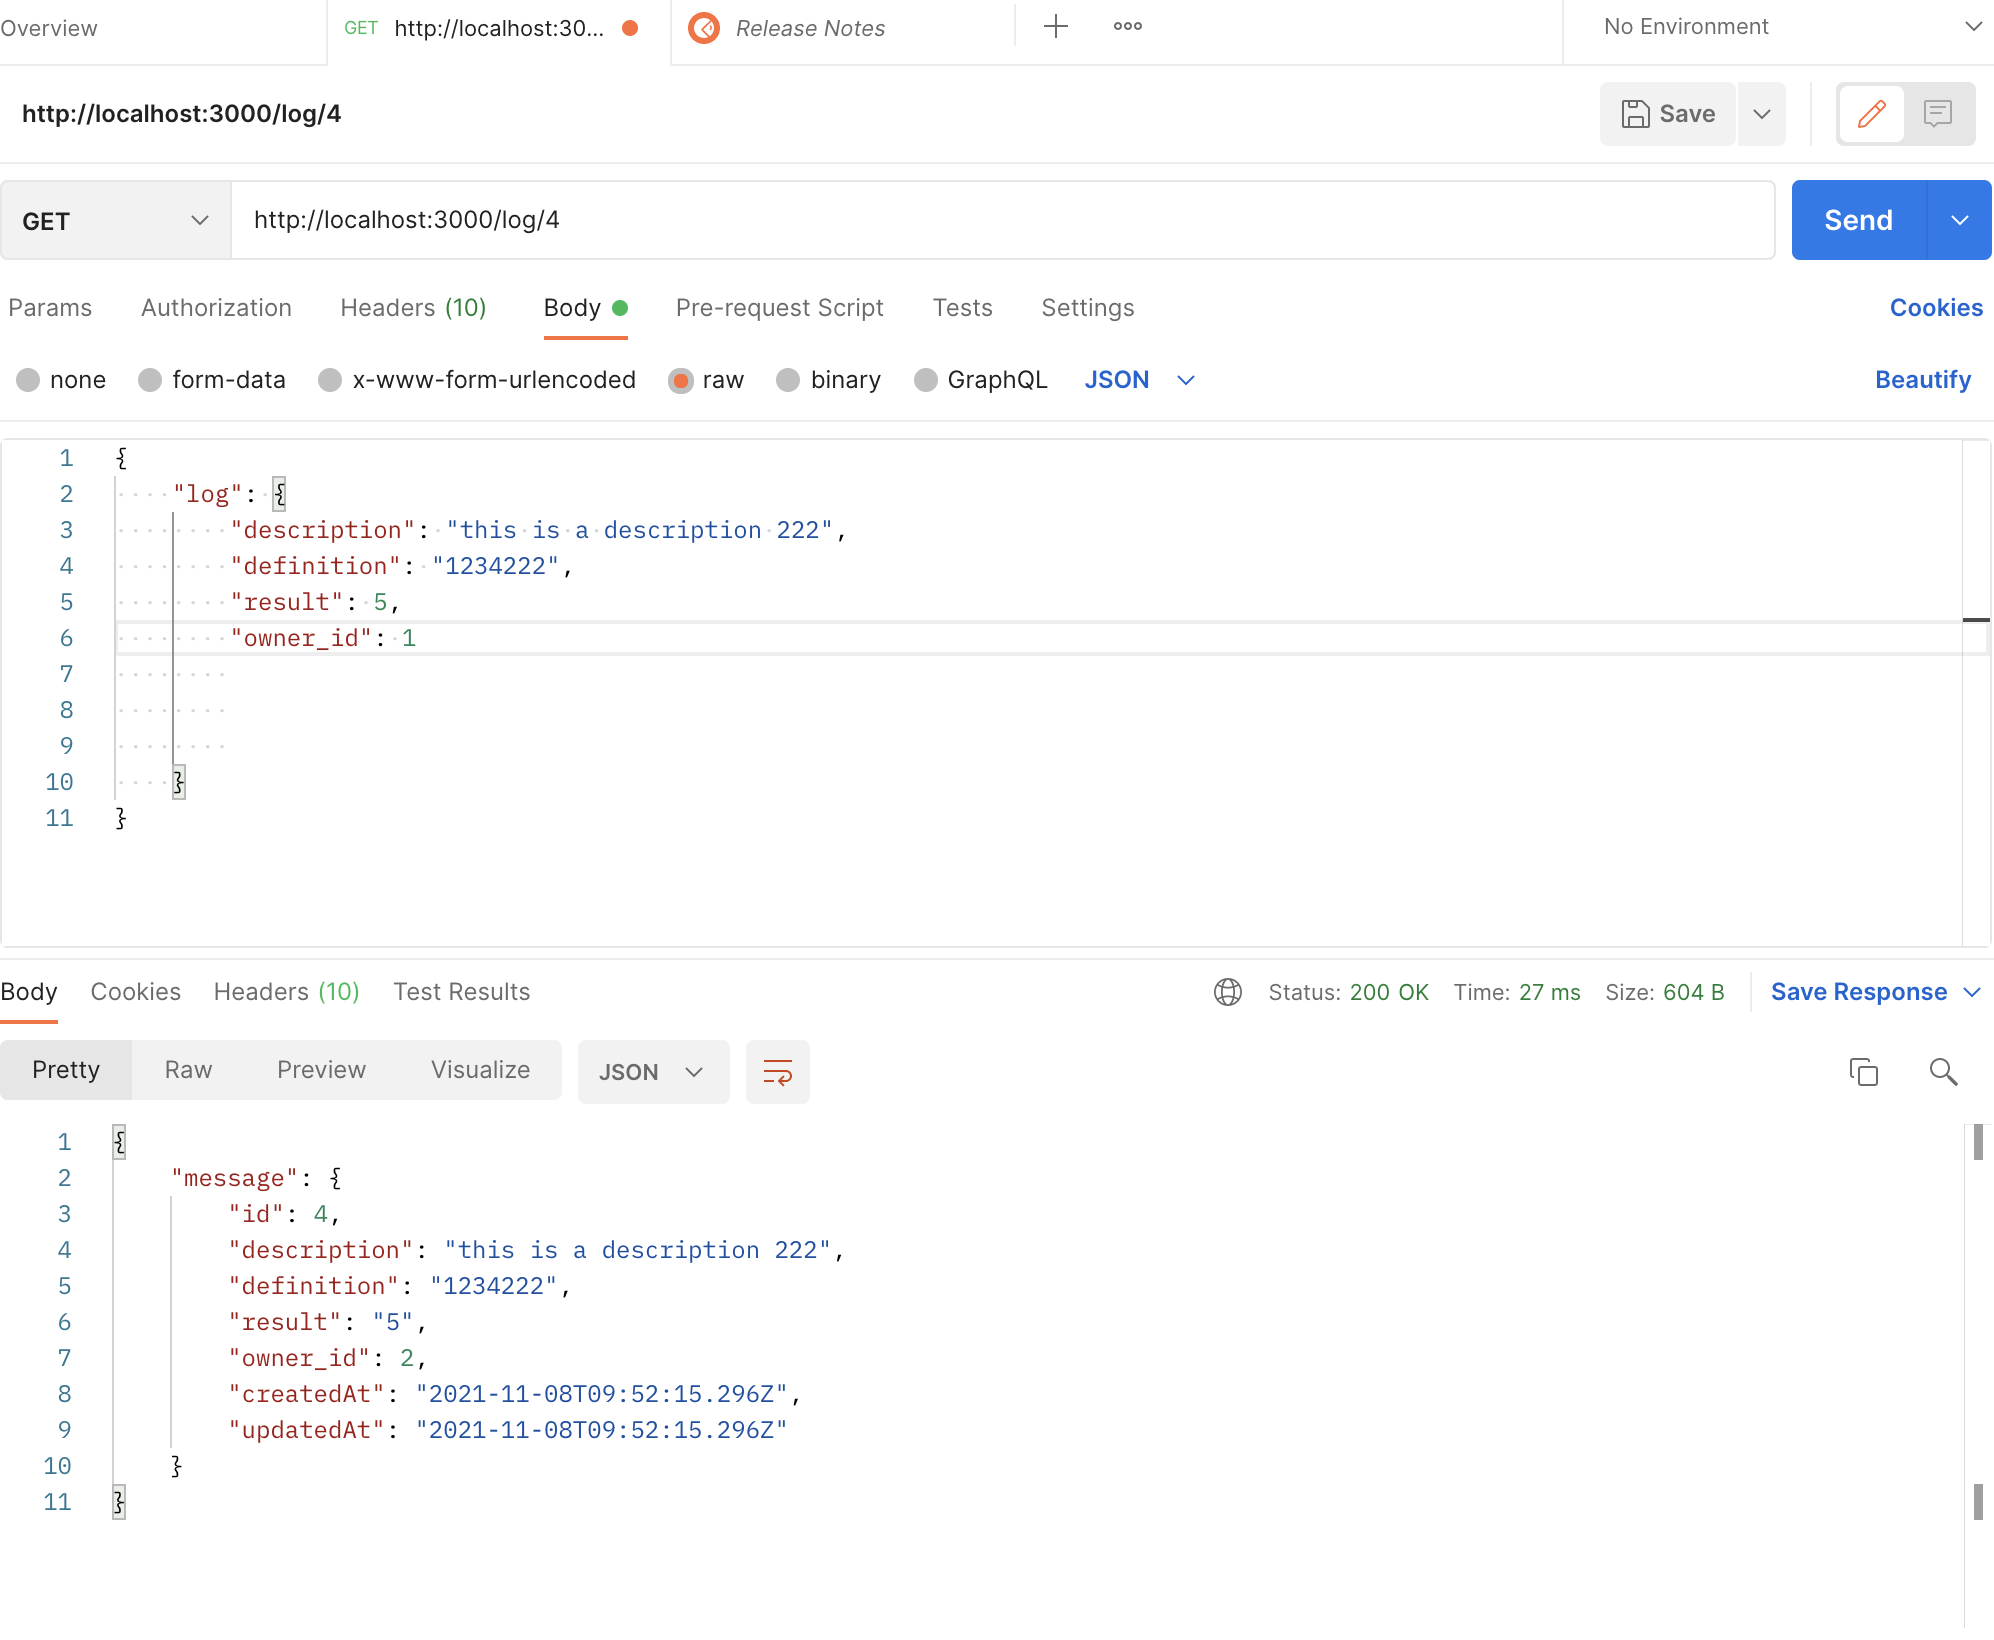 Overview
GET http://localhost:30...
Release Notes
No Environment
http://localhost:3000/log/4
Save
GET
http://localhost:3000/log/4
Send
Params Authorization Headers (10) Body Pre-request Script Tests Settings Cookies
none form-data x-www-form-urlencoded raw binary GraphQL JSON Beautify
1 {
2 "log": {
3 "description": "this is a description 222",
4 "definition": "1234222",
5 "result": 5,
6 "owner_id": 1
7
8
9
10 }
11 }
Body Cookies Headers (10) Test Results Status: 200 OK Time: 27 ms Size: 604 B Save Response
Pretty Raw Preview Visualize JSON
1 {
2 "message": {
3 "id": 4,
4 "description": "this is a description 222",
5 "definition": "1234222",
6 "result": "5",
7 "owner_id": 2,
8 "createdAt": "2021-11-08T09:52:15.296Z",
9 "updatedAt": "2021-11-08T09:52:15.296Z"
10 }
11 }